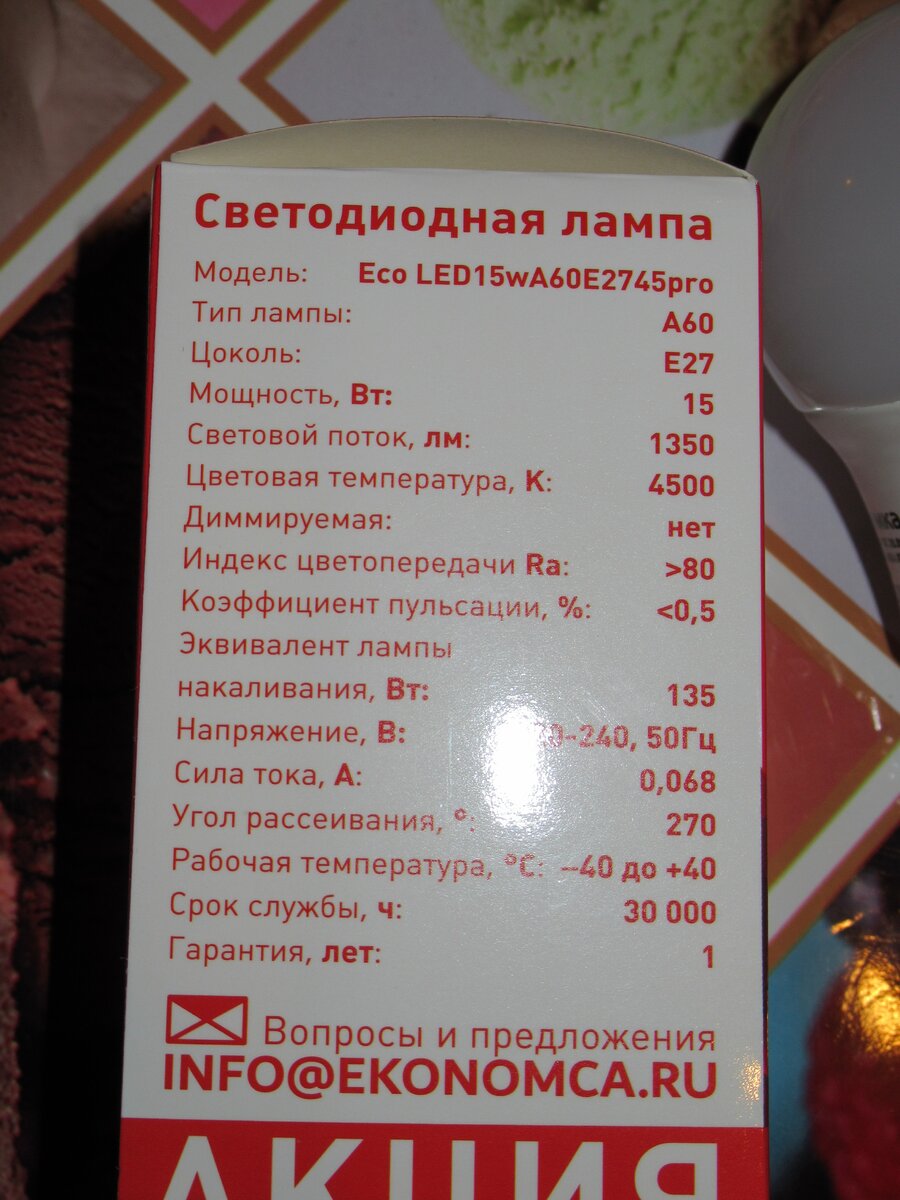 Светодиодная лампа
Модель: Eco LED15wA60E2745pro
Тип лампы: A60
Цоколь: E27
Мощность, Вт: 15
Световой поток, лм: 1350
Цветовая температура, К: 4500
Диммируемая: нет
Индекс цветопередачи Ra: >80
Коэффициент пульсации, %: <0,5
Эквивалент лампы
накаливания, Вт: 135
Напряжение, В: 0-240, 50Гц
Сила тока, А: 0,068
Угол рассеивания, °: 270
Рабочая температура, °C: −40 до +40
Срок службы, ч: 30 000
Гарантия, лет: 1
Вопросы и предложения
INFO@EKONOMCA.RU
АКЦИЯ